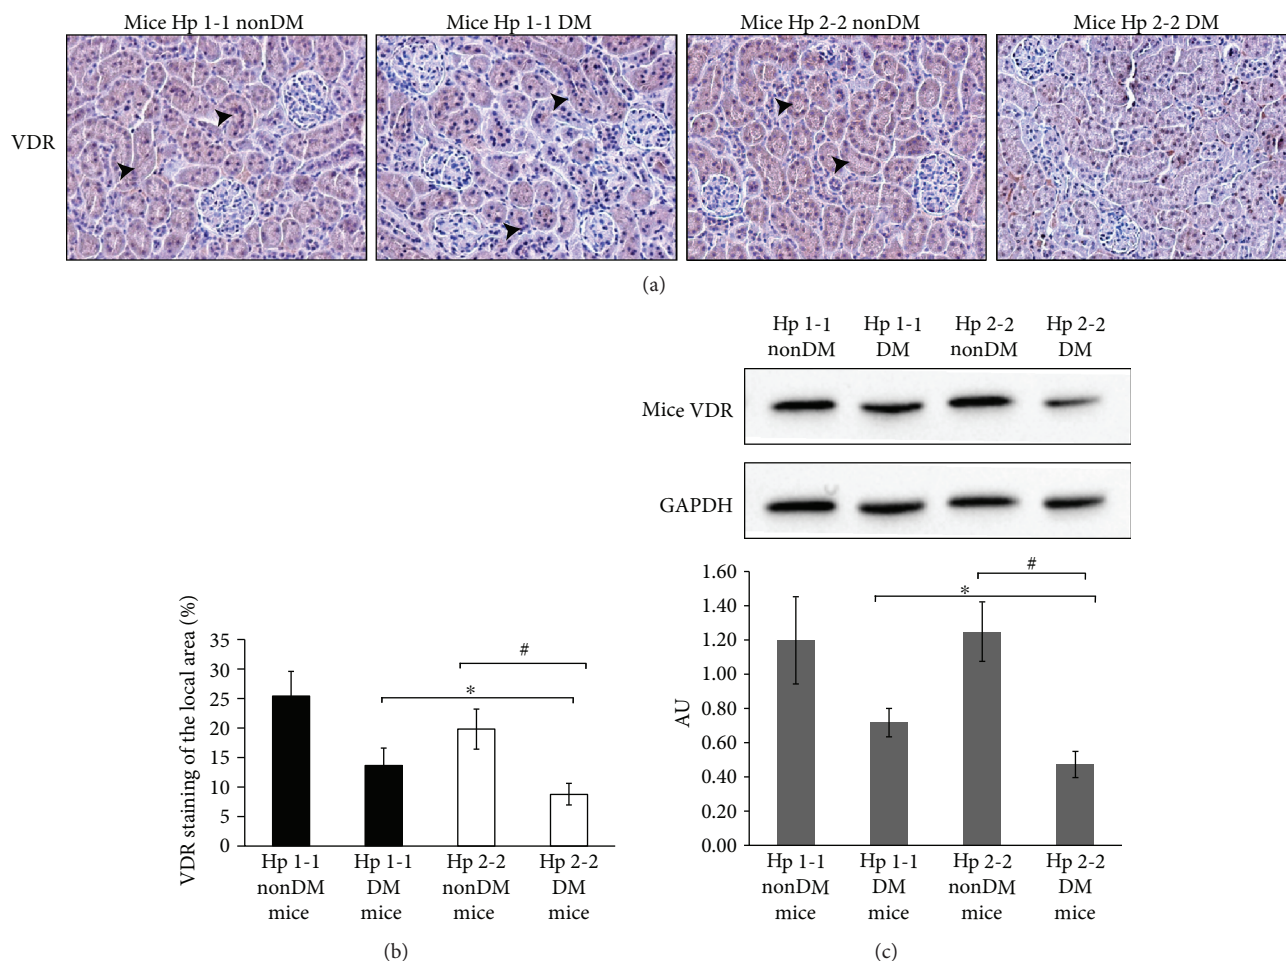 Mice Hp 1-1 nonDM
Mice Hp 1-1 DM
Mice Hp 2-2 nonDM
Mice Hp 2-2 DM
VDR
(a)
VDR staining of the local area (%)
35
30
25
20
15
10
5
0
#
*
Hp 1-1
nonDM
mice
Hp 1-1
DM
mice
Hp 2-2
nonDM
mice
Hp 2-2
DM
mice
(b)
Hp 1-1
nonDM
Hp 1-1
DM
Hp 2-2
nonDM
Hp 2-2
DM
Mice VDR
GAPDH
AU
1.60
1.40
1.20
1.00
0.80
0.60
0.40
0.20
0.00
#
*
Hp 1-1
nonDM
mice
Hp 1-1
DM
mice
Hp 2-2
nonDM
mice
Hp 2-2
DM
mice
(c)